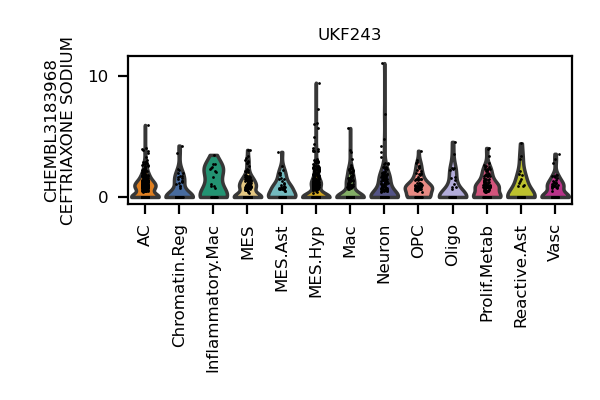 UKF243
CHEMBL3183968
CEFTRIAXONE SODIUM
10
0
AC
Chromatin.Reg
Inflammatory.Mac
MES
MES.Ast
MES.Hyp
Mac
Neuron
OPC
Oligo
Prolif.Metab
Reactive.Ast
Vasc